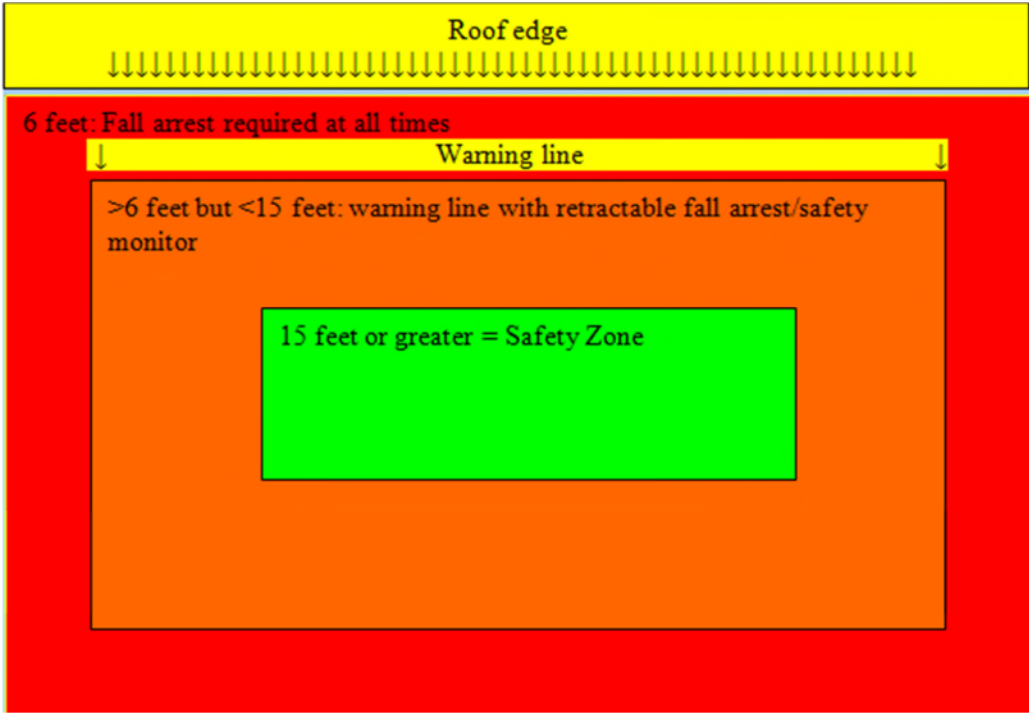 Roof edge
↓↓↓↓↓↓↓↓↓↓↓↓↓↓↓↓↓↓↓↓↓↓↓↓↓↓↓↓↓↓↓↓↓↓↓↓↓↓↓↓↓↓↓↓↓↓↓↓↓↓↓↓↓↓↓↓↓
6 feet: Fall arrest required at all times
↓ Warning line ↓
>6 feet but <15 feet: warning line with retractable fall arrest/safety
monitor
15 feet or greater = Safety Zone